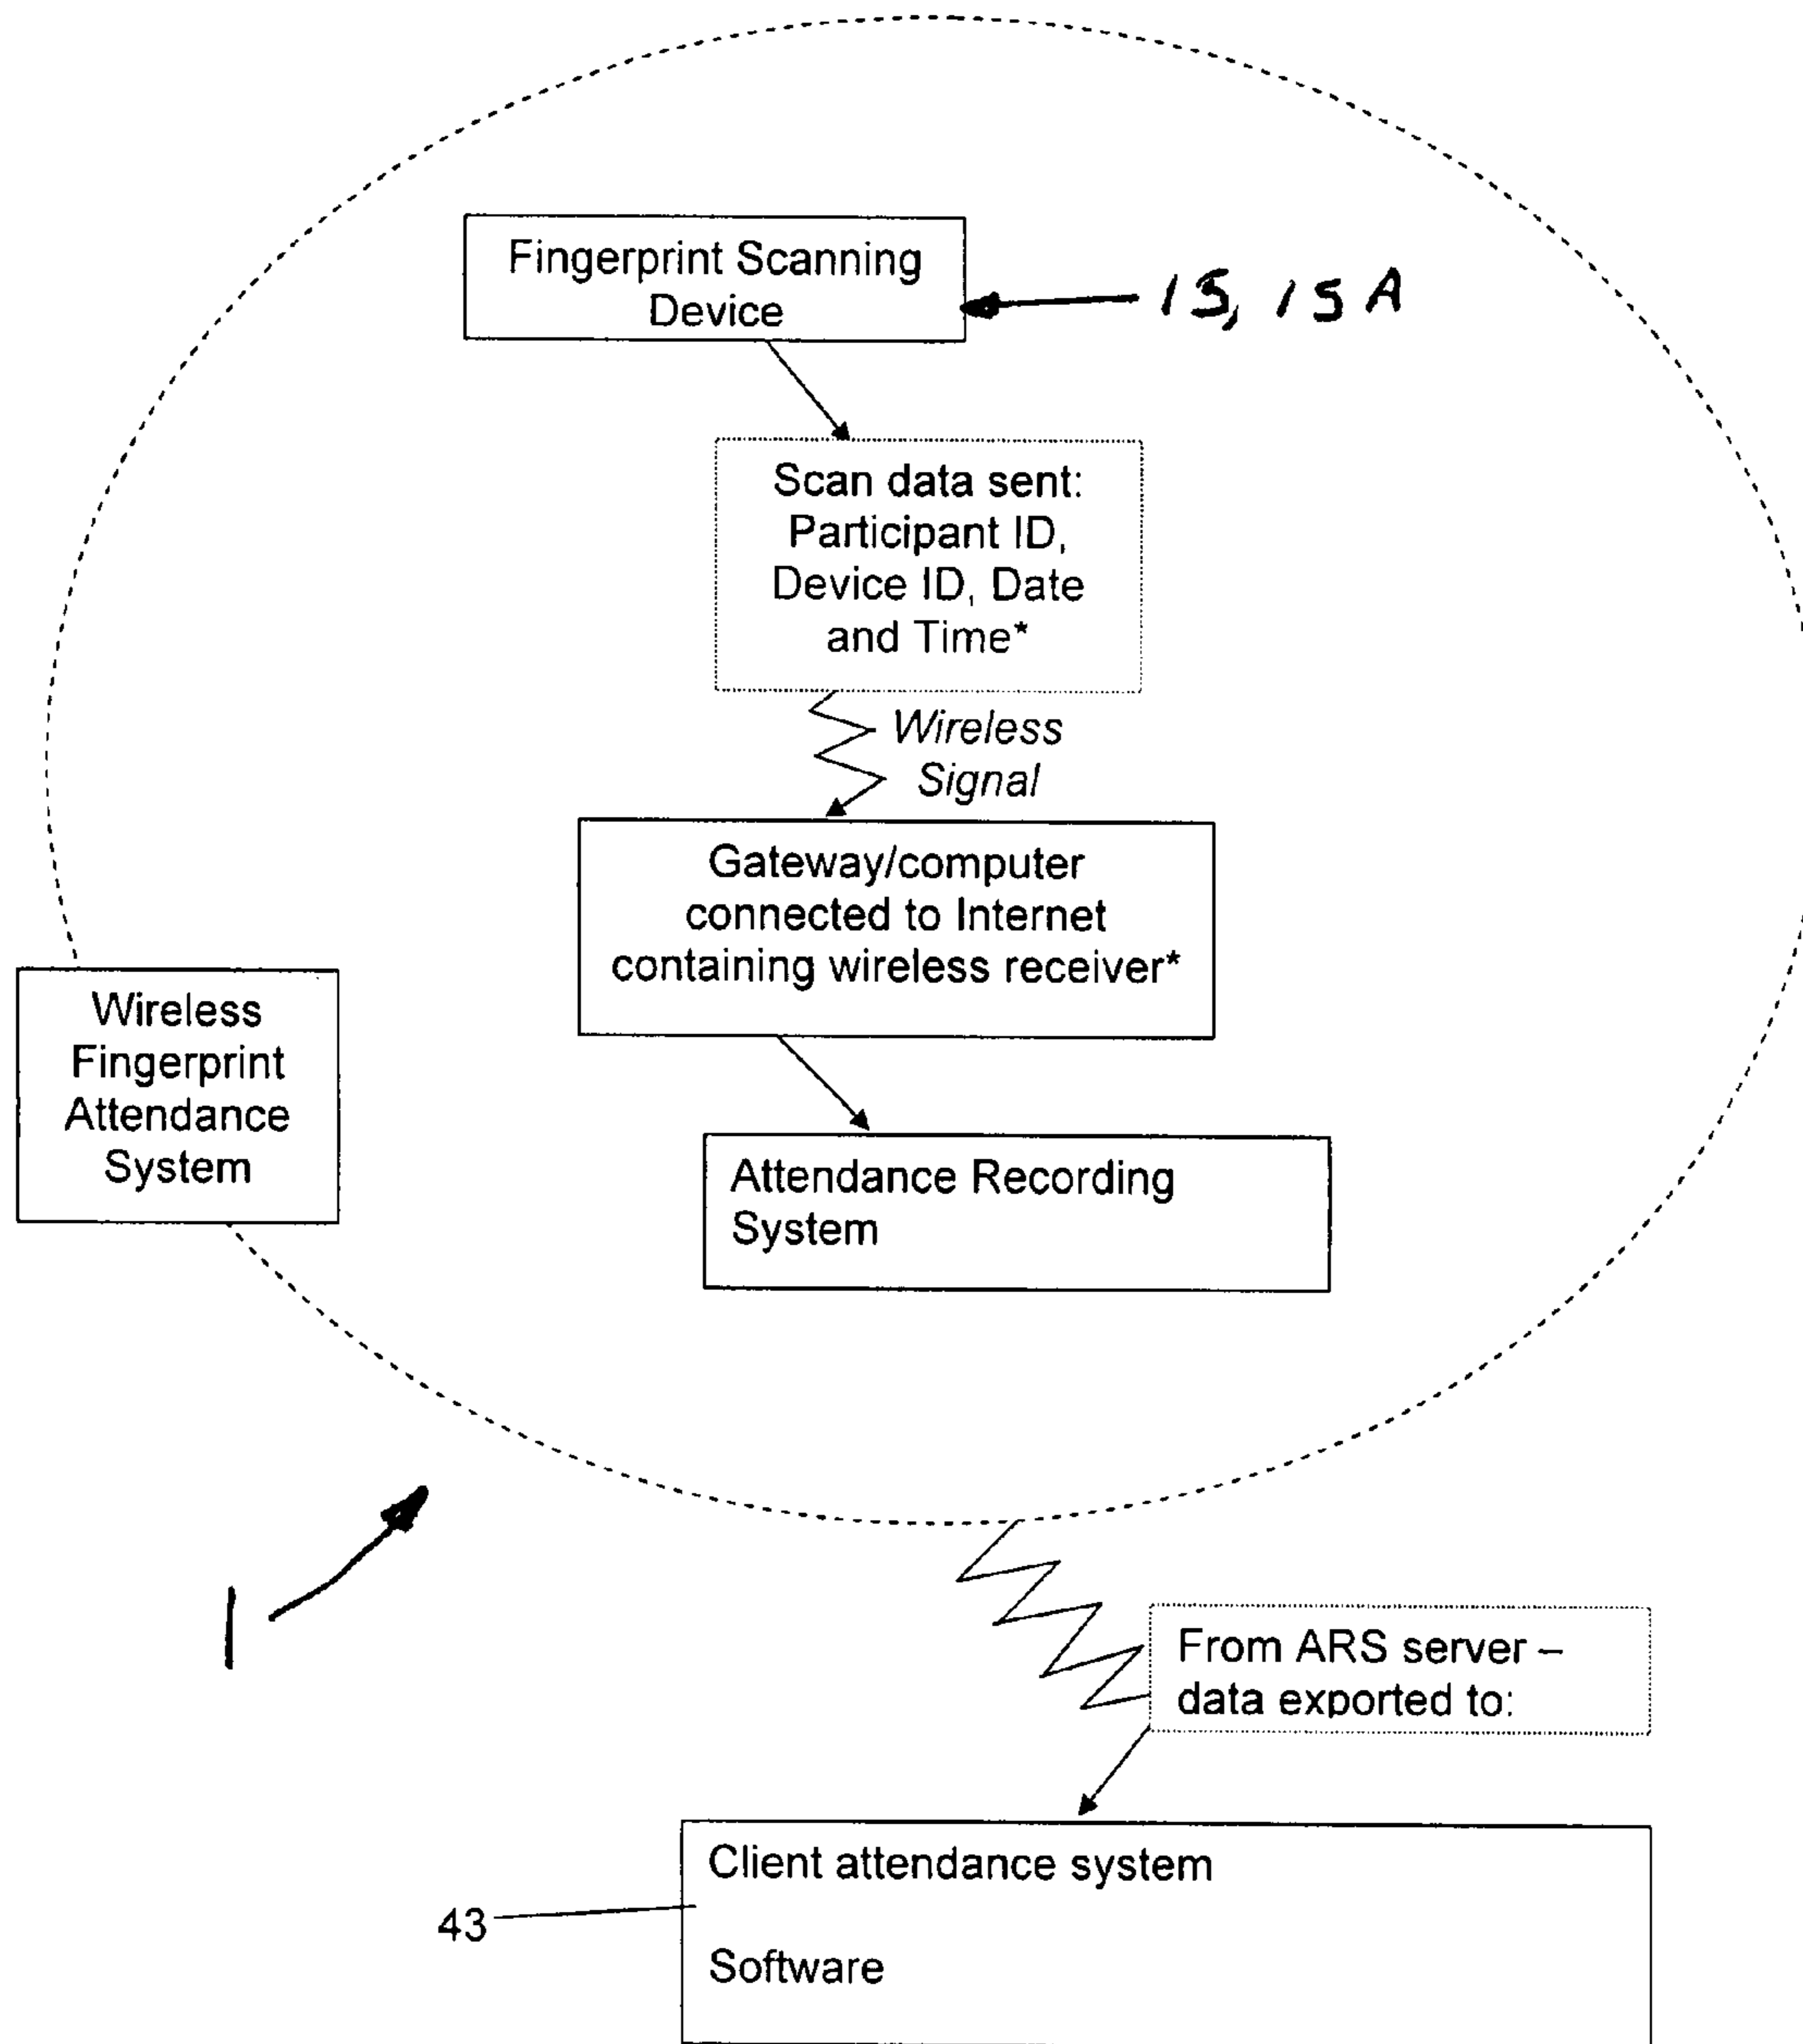 Fingerprint Scanning
Device
15, 15A
Scan data sent:
Participant ID,
Device ID, Date
and Time*
Wireless
Signal
Gateway/computer
connected to Internet
containing wireless receiver*
Wireless
Fingerprint
Attendance
System
Attendance Recording
System
1
From ARS server –
data exported to:
Client attendance system
43
Software